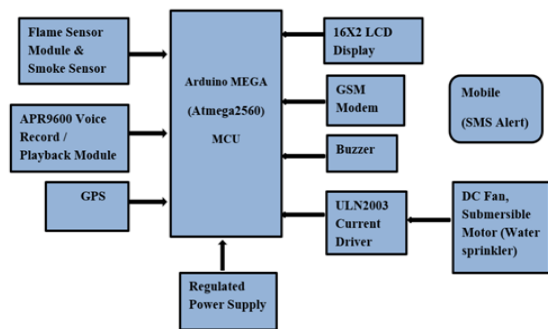 Flame Sensor
Module &
Smoke Sensor
APR9600 Voice
Record /
Playback Module
GPS
Arduino MEGA
(Atmega2560)
MCU
Regulated
Power Supply
16X2 LCD
Display
GSM
Modem
Buzzer
ULN2003
Current
Driver
Mobile
(SMS Alert)
DC Fan,
Submersible
Motor (Water
sprinkler)